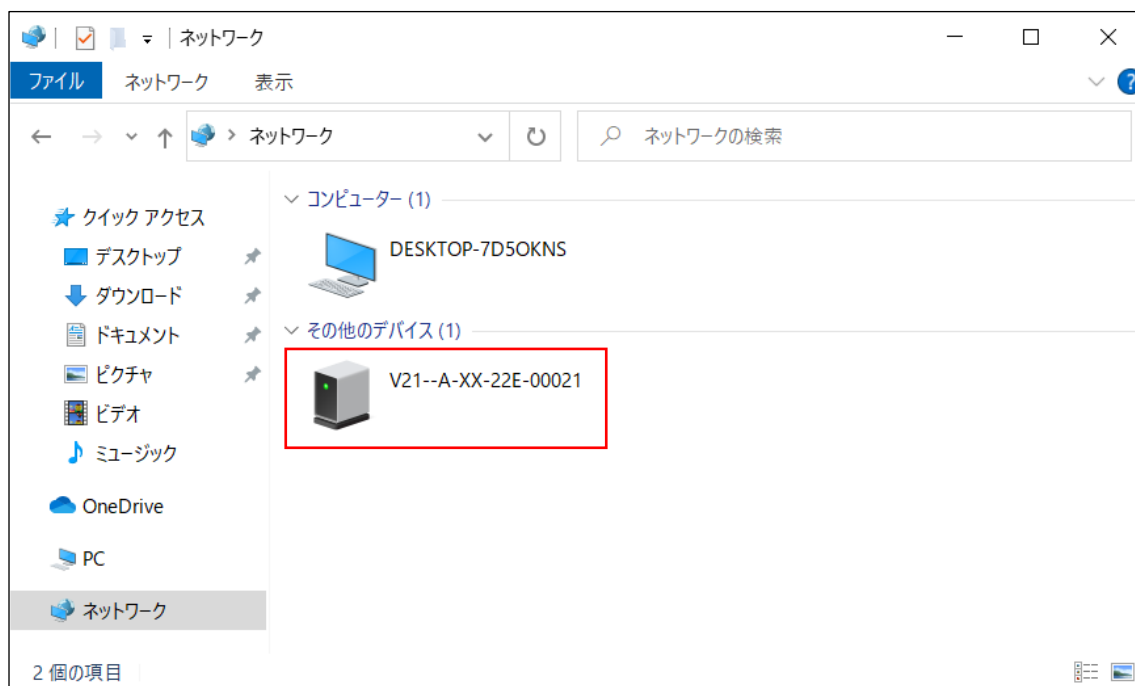 ネットワーク
ファイル ネットワーク 表示
ネットワーク ネットワークの検索
クイック アクセス
デスクトップ
ダウンロード
ドキュメント
ピクチャ
ビデオ
ミュージック
OneDrive
PC
ネットワーク
コンピューター (1)
DESKTOP-7D5OKNS
その他のデバイス (1)
V21--A-XX-22E-00021
2 個の項目